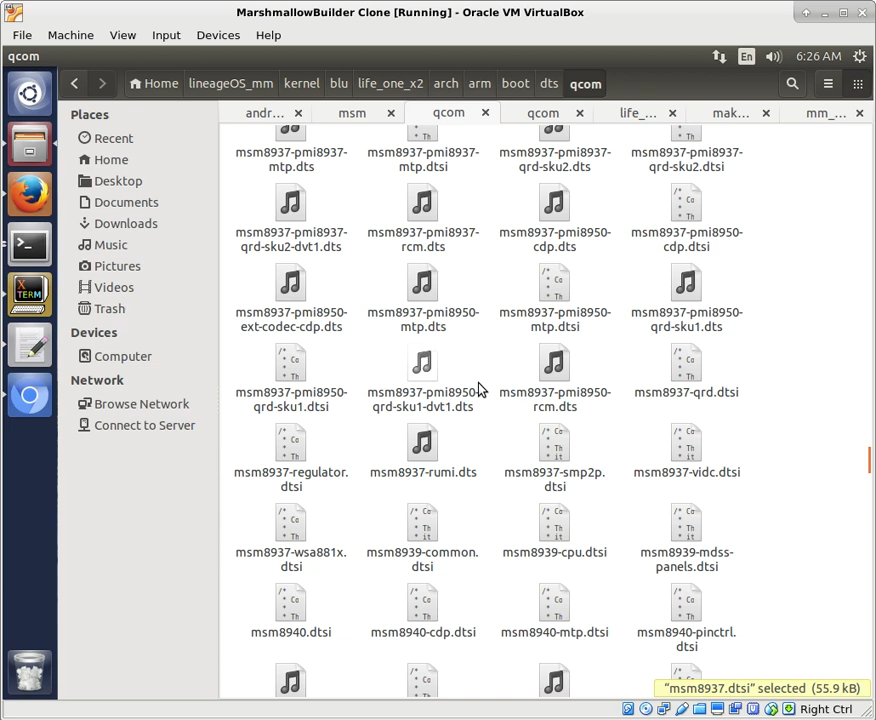 MarshmallowBuilder Clone [Running] - Oracle VM VirtualBox
File Machine View Input Devices Help
qcom
En
6:26 AM
Home lineageOS_mm kernel blu life_one_x2 arch arm boot dts qcom
Places
Recent
Home
Desktop
Documents
Downloads
Music
Pictures
Videos
Trash
Devices
Computer
Network
Browse Network
Connect to Server
andr... msm qcom qcom life_... mak... mm_...
msm8937-pmi8937-
mtp.dts
msm8937-pmi8937-
mtp.dtsi
msm8937-pmi8937-
qrd-sku2.dts
msm8937-pmi8937-
qrd-sku2.dtsi
msm8937-pmi8937-
qrd-sku2-dvt1.dts
msm8937-pmi8937-
rcm.dts
msm8937-pmi8950-
cdp.dts
msm8937-pmi8950-
cdp.dtsi
msm8937-pmi8950-
ext-codec-cdp.dts
msm8937-pmi8950-
mtp.dts
msm8937-pmi8950-
mtp.dtsi
msm8937-pmi8950-
qrd-sku1.dts
msm8937-pmi8950-
qrd-sku1.dtsi
msm8937-pmi8950-
qrd-sku1-dvt1.dts
msm8937-pmi8950-
rcm.dts
msm8937-qrd.dtsi
msm8937-regulator.
dtsi
msm8937-rumi.dts
msm8937-smp2p.
dtsi
msm8937-vidc.dtsi
msm8937-wsa881x.
dtsi
msm8939-common.
dtsi
msm8939-cpu.dtsi
msm8939-mdss-
panels.dtsi
msm8940.dtsi
msm8940-cdp.dtsi
msm8940-mtp.dtsi
msm8940-pinctrl.
dtsi
X
TERM
"msm8937.dtsi" selected (55.9 kB)
Right Ctrl